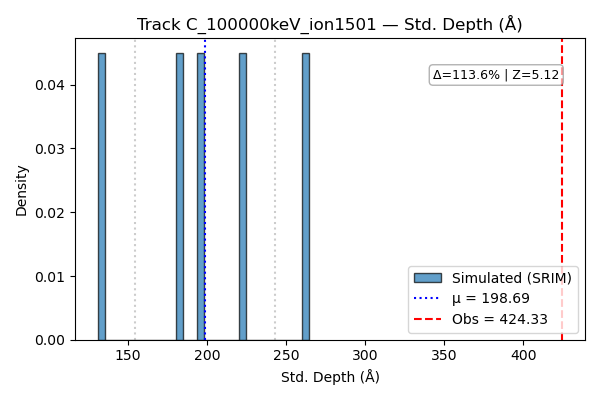 Track C_100000keV_ion1501 — Std. Depth (Å)
Δ=113.6% | Z=5.12
0.04
0.03
0.02
0.01
0.00
Density
Simulated (SRIM)
μ = 198.69
Obs = 424.33
150 200 250 300 350 400
Std. Depth (Å)